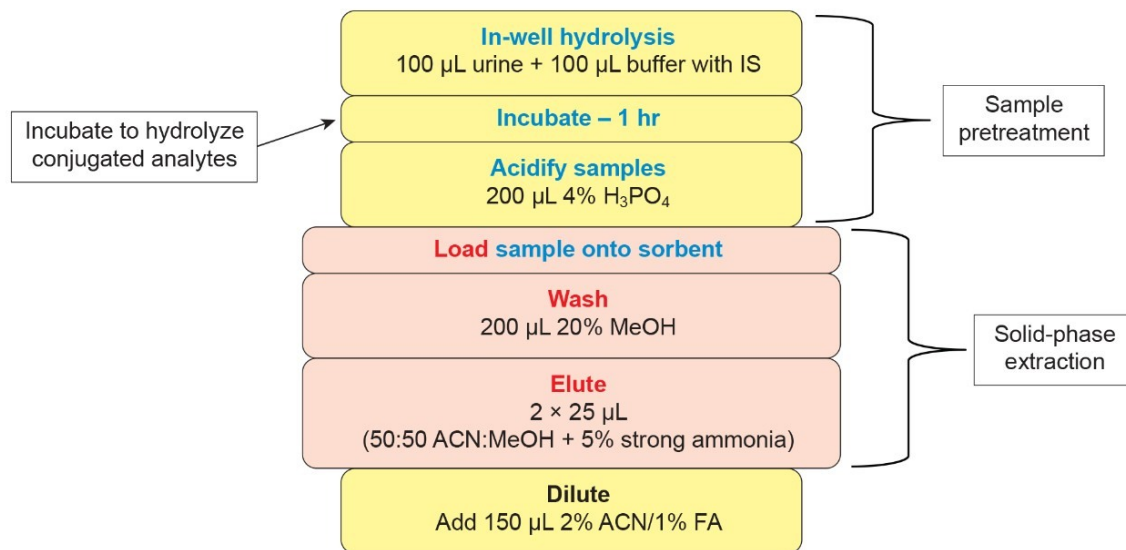 In-well hydrolysis
100 µL urine + 100 µL buffer with IS
Incubate to hydrolyze
conjugated analytes
Incubate – 1 hr
Acidify samples
200 µL 4% H₃PO₄
Sample
pretreatment
Load sample onto sorbent
Wash
200 µL 20% MeOH
Elute
2 × 25 µL
(50:50 ACN:MeOH + 5% strong ammonia)
Solid-phase
extraction
Dilute
Add 150 µL 2% ACN/1% FA